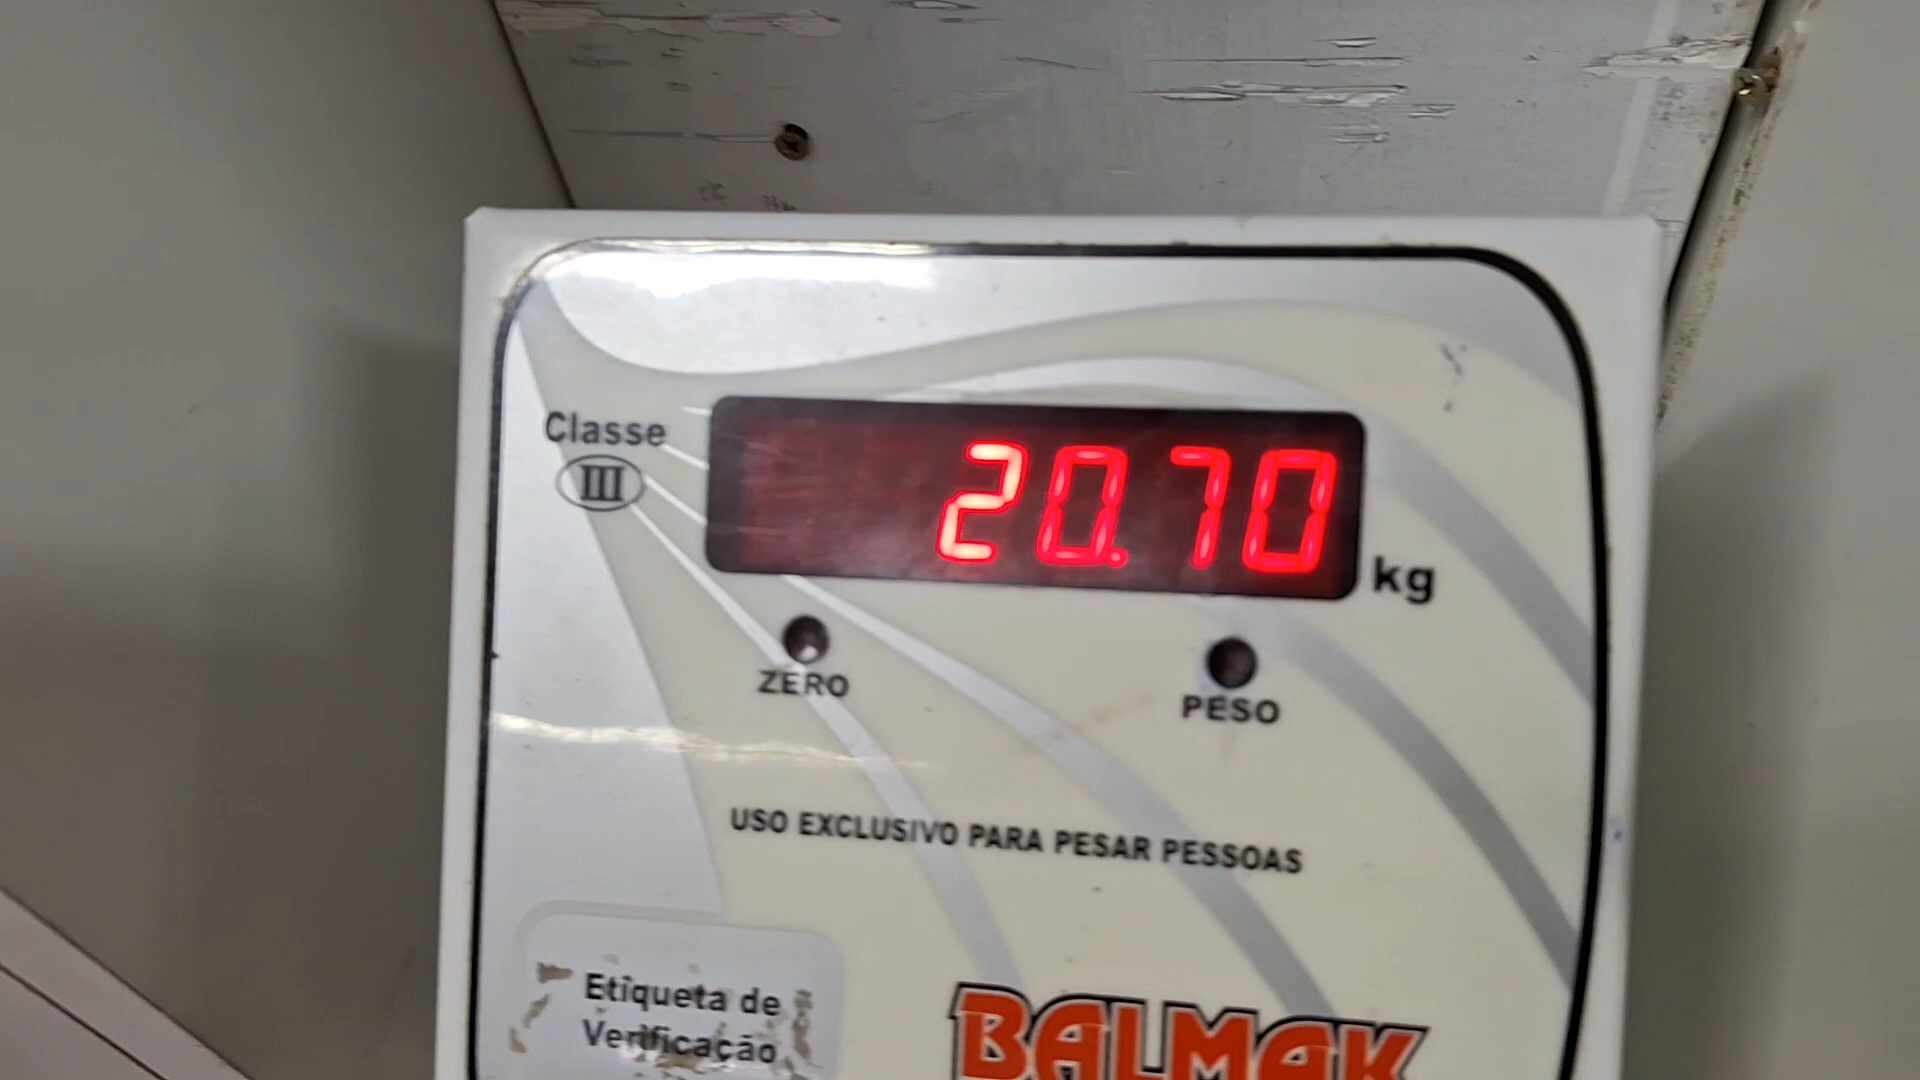 Classe
III
20.70
kg
ZERO
PESO
USO EXCLUSIVO PARA PESAR PESSOAS
Etiqueta de
Verificação
BALMAK